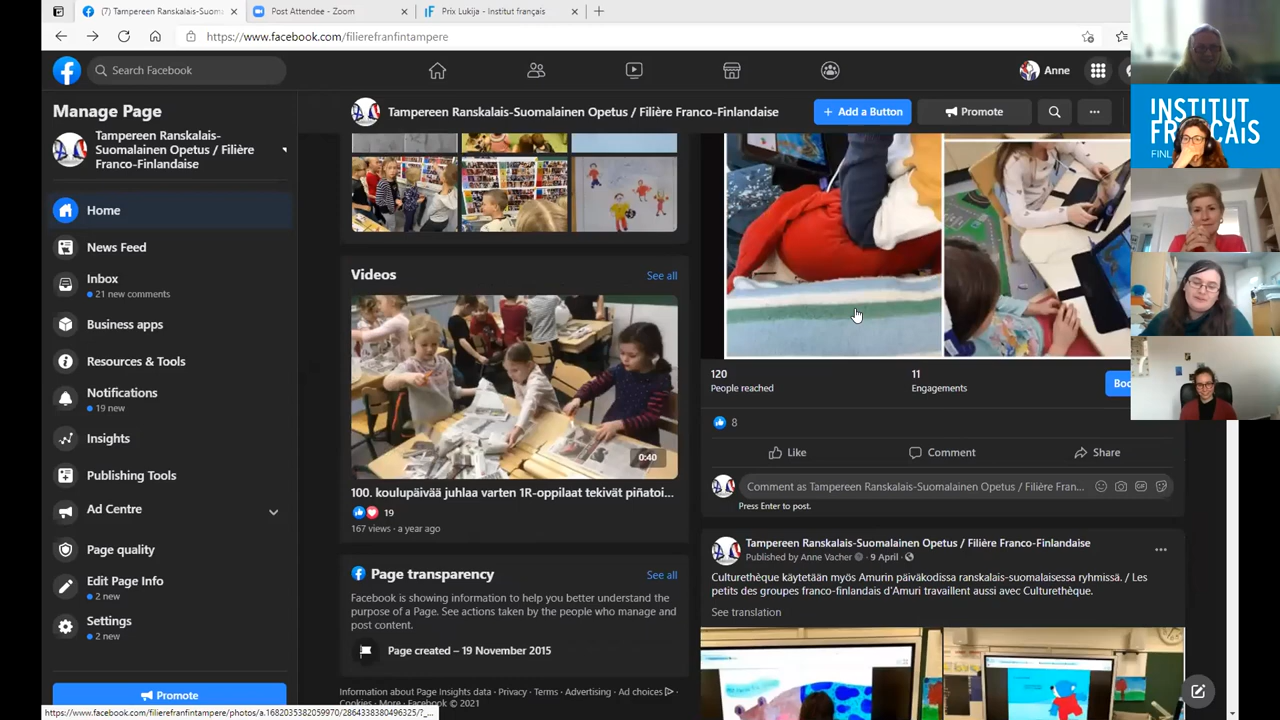 (7) Tampereen Ranskalais-Suom
Post Attendee - Zoom
Prix Lukija - Institut français
https://www.facebook.com/filierefranfintampere
Search Facebook
Anne
Manage Page
Tampereen Ranskalais-
Suomalainen Opetus / Filière
Franco-Finlandaise
Home
News Feed
Inbox
21 new comments
Business apps
Resources & Tools
Notifications
19 new
Insights
Publishing Tools
Ad Centre
Page quality
Edit Page Info
2 new
Settings
2 new
Promote
https://www.facebook.com/filierefranfintampere/photos/a.1682035382059970/2864338380496325/?_...
Tampereen Ranskalais-Suomalainen Opetus / Filière Franco-Finlandaise
+ Add a Button
Promote
Videos
See all
0:40
100. koulupäivää juhlaa varten 1R-oppilaat tekivät piñatoi...
19
167 views · a year ago
Page transparency
See all
Facebook is showing information to help you better understand the
purpose of a Page. See actions taken by the people who manage and
post content.
Page created – 19 November 2015
Information about Page Insights data · Privacy · Terms · Advertising · Ad choices ·
Cookies · More · Facebook © 2021
120
People reached
11
Engagements
Boo
8
Like
Comment
Share
Comment as Tampereen Ranskalais-Suomalainen Opetus / Filière Fran...
GIF
Press Enter to post.
Tampereen Ranskalais-Suomalainen Opetus / Filière Franco-Finlandaise
Published by Anne Vacher · 9 April ·
Culturethèque käytetään myös Amurin päiväkodissa ranskalais-suomalaisessa ryhmissä. / Les
petits des groupes franco-finlandais d'Amuri travaillent aussi avec Culturethèque.
See translation
INSTITUT
FRANÇAIS
FINL